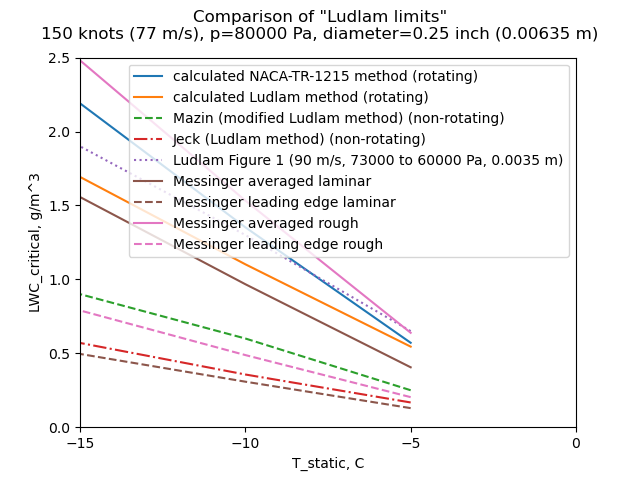 Comparison of "Ludlam limits"
150 knots (77 m/s), p=80000 Pa, diameter=0.25 inch (0.00635 m)
2.5
2.0
1.5
1.0
0.5
0.0
LWC_critical, g/m^3
calculated NACA-TR-1215 method (rotating)
calculated Ludlam method (rotating)
Mazin (modified Ludlam method) (non-rotating)
Jeck (Ludlam method) (non-rotating)
Ludlam Figure 1 (90 m/s, 73000 to 60000 Pa, 0.0035 m)
Messinger averaged laminar
Messinger leading edge laminar
Messinger averaged rough
Messinger leading edge rough
−15
−10
−5
0
T_static, C